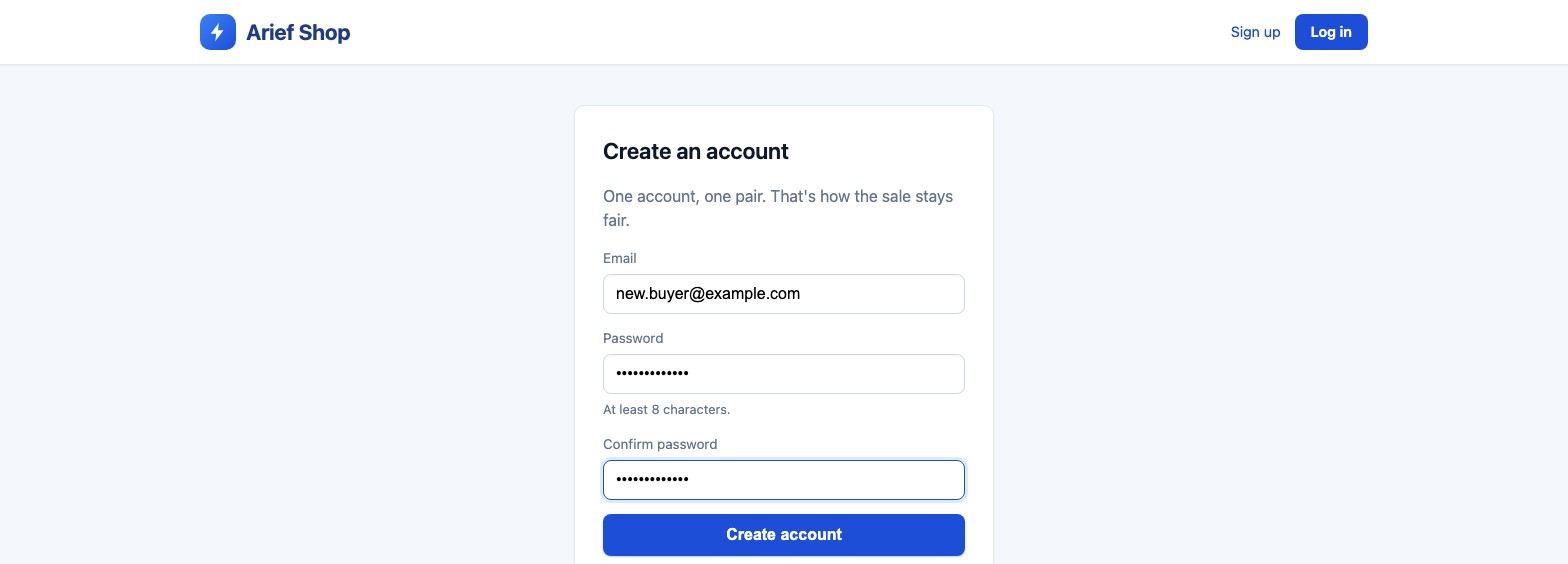 Arief Shop
Sign up
Log in
Create an account
One account, one pair. That's how the sale stays
fair.
Email
new.buyer@example.com
Password
•••••••••••••
At least 8 characters.
Confirm password
•••••••••••••
Create account